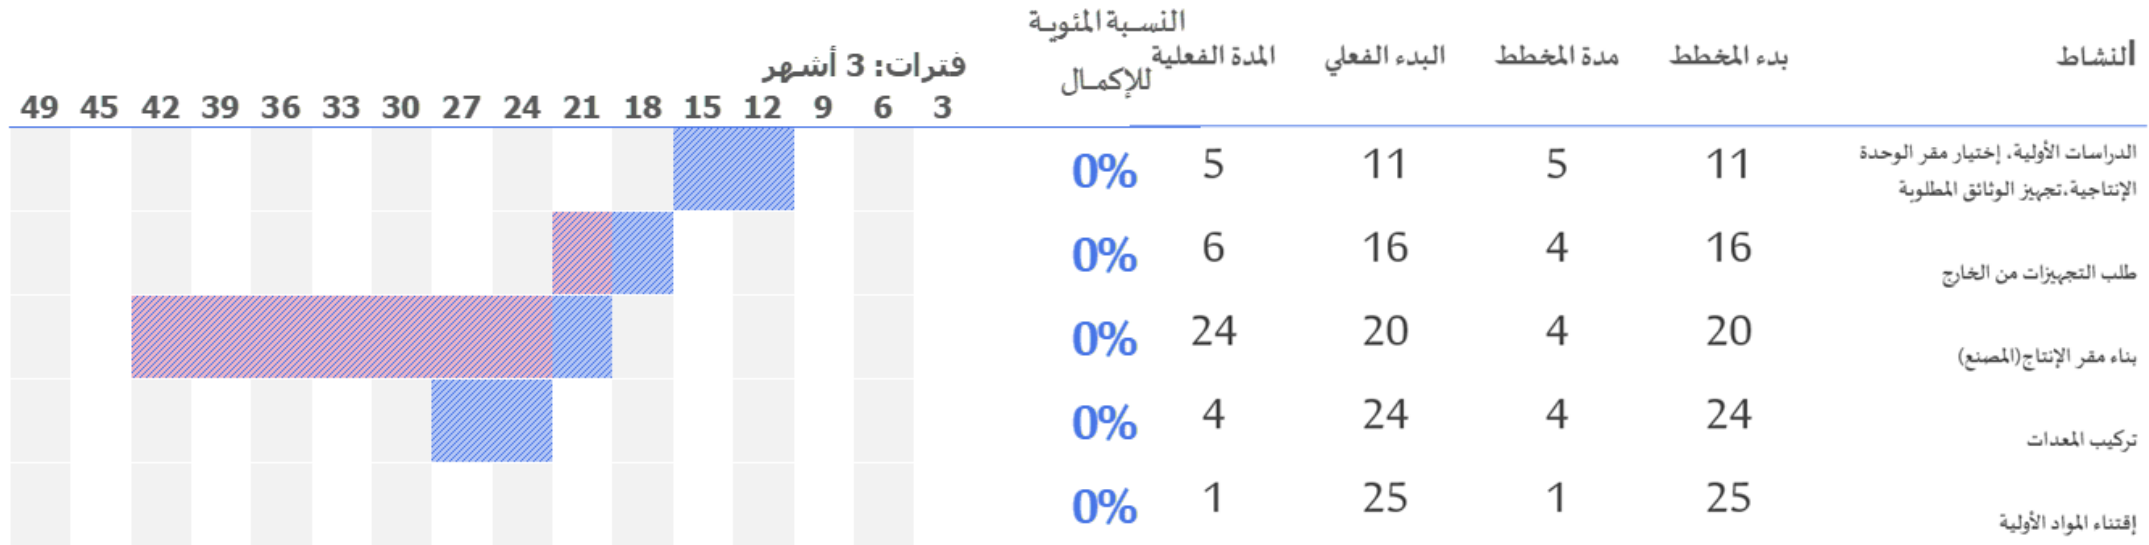 النشاط بدء المخطط مدة المخطط البدء الفعلي المدة الفعلية النسبة المئوية
للإكمال
فترات: 3 أشهر
3 6 9 12 15 18 21 24 27 30 33 36 39 42 45 49
الدراسات الأولية، إختيار مقر الوحدة
الإنتاجية،تجهيز الوثائق المطلوبة
11 5 11 5 0%
طلب التجهيزات من الخارج 16 4 16 6 0%
بناء مقر الإنتاج(المصنع) 20 4 20 24 0%
تركيب المعدات 24 4 24 4 0%
إقتناء المواد الأولية 25 1 25 1 0%